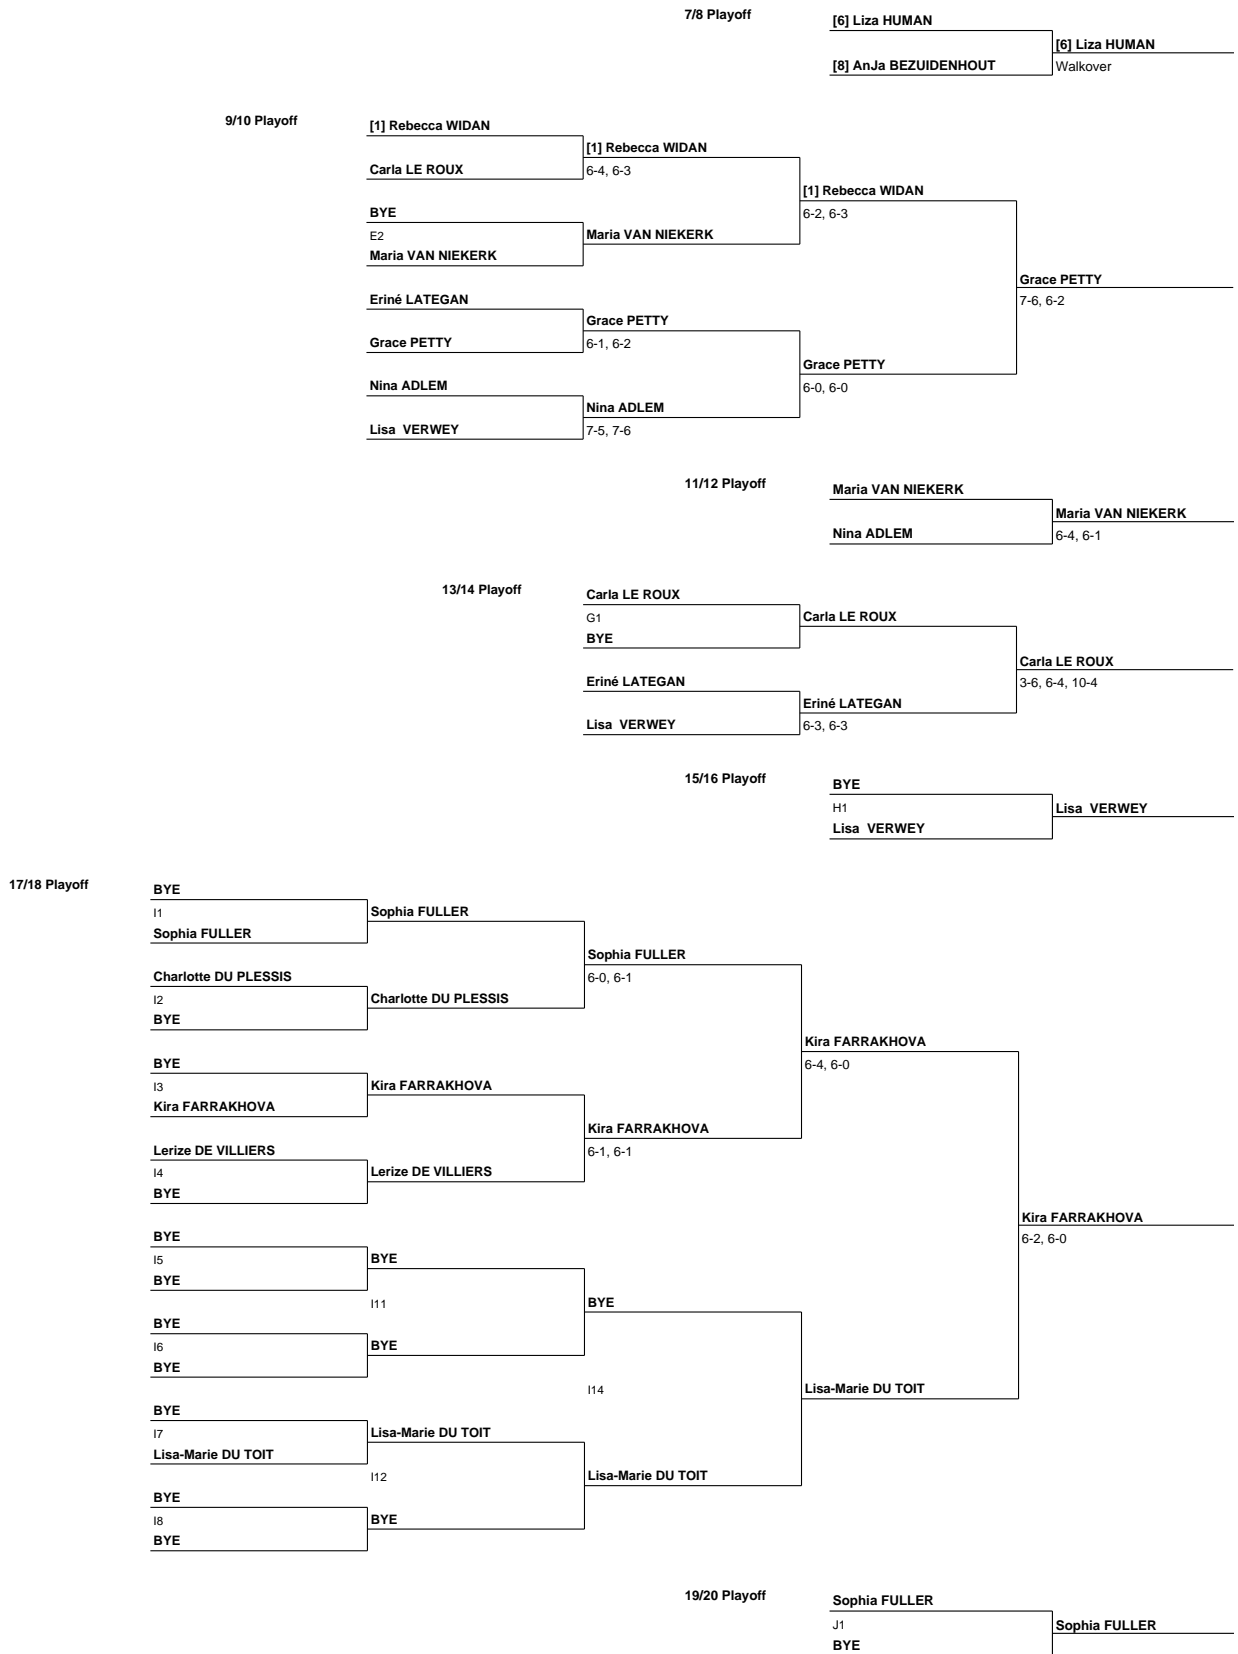 7/8 Playoff
[6] Liza HUMAN
[6] Liza HUMAN
[8] AnJa BEZUIDENHOUT
Walkover
9/10 Playoff
[1] Rebecca WIDAN
[1] Rebecca WIDAN
Carla LE ROUX
6-4, 6-3
[1] Rebecca WIDAN
BYE
6-2, 6-3
E2
Maria VAN NIEKERK
Maria VAN NIEKERK
Grace PETTY
Eriné LATEGAN
7-6, 6-2
Grace PETTY
Grace PETTY
6-1, 6-2
Grace PETTY
Nina ADLEM
6-0, 6-0
Nina ADLEM
Lisa  VERWEY
7-5, 7-6
11/12 Playoff
Maria VAN NIEKERK
Maria VAN NIEKERK
Nina ADLEM
6-4, 6-1
13/14 Playoff
Carla LE ROUX
G1
Carla LE ROUX
BYE
Carla LE ROUX
Eriné LATEGAN
3-6, 6-4, 10-4
Eriné LATEGAN
Lisa  VERWEY
6-3, 6-3
15/16 Playoff
BYE
H1
Lisa  VERWEY
Lisa  VERWEY
17/18 Playoff
BYE
I1
Sophia FULLER
Sophia FULLER
Sophia FULLER
Charlotte DU PLESSIS
6-0, 6-1
I2
Charlotte DU PLESSIS
BYE
Kira FARRAKHOVA
BYE
6-4, 6-0
I3
Kira FARRAKHOVA
Kira FARRAKHOVA
Kira FARRAKHOVA
Lerize DE VILLIERS
6-1, 6-1
I4
Lerize DE VILLIERS
BYE
Kira FARRAKHOVA
BYE
6-2, 6-0
I5
BYE
BYE
I11
BYE
BYE
I6
BYE
BYE
I14
Lisa-Marie DU TOIT
BYE
I7
Lisa-Marie DU TOIT
Lisa-Marie DU TOIT
I12
Lisa-Marie DU TOIT
BYE
I8
BYE
BYE
19/20 Playoff
Sophia FULLER
J1
Sophia FULLER
BYE